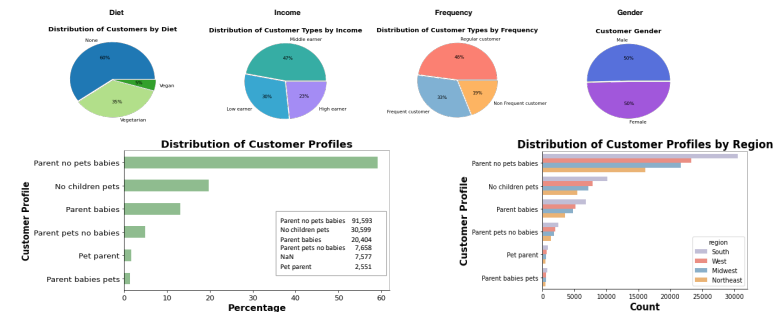 Diet
Income
Frequency
Gender
Distribution of Customers by Diet
None
60%
5%
Vegan
35%
Vegetarian
Distribution of Customer Types by Income
Middle earner
47%
30%
23%
Low earner
High earner
Distribution of Customer Types by Frequency
Regular customer
48%
33%
19%
Non Frequent customer
Frequent customer
Customer Gender
Male
50%
50%
Female
Distribution of Customer Profiles
Customer Profile
Parent no pets babies
No children pets
Parent babies
Parent pets no babies
Pet parent
Parent babies pets
Parent no pets babies 91,593
No children pets 30,599
Parent babies 20,404
Parent pets no babies 7,658
NaN 7,577
Pet parent 2,551
0 10 20 30 40 50 60
Percentage
Distribution of Customer Profiles by Region
Customer Profile
Parent no pets babies
No children pets
Parent babies
Parent pets no babies
Pet parent
Parent babies pets
region
South
West
Midwest
Northeast
0 5000 10000 15000 20000 25000 30000
Count